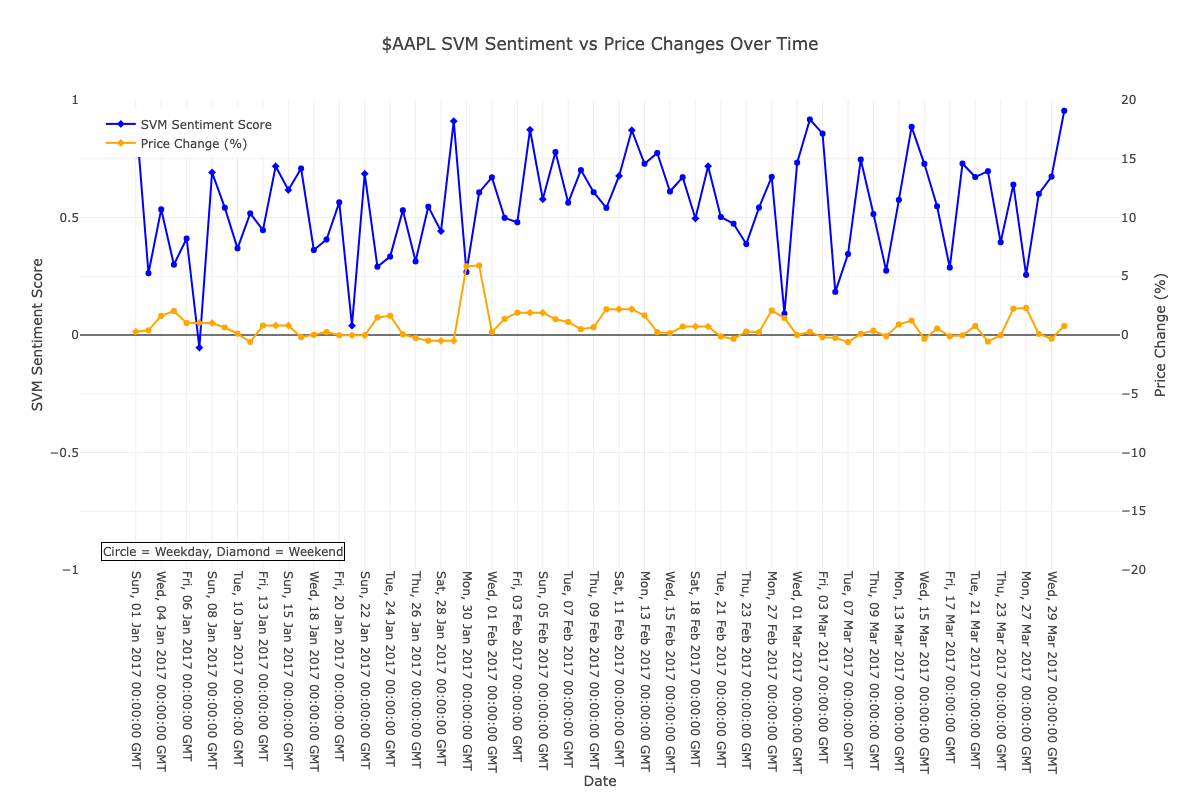 $AAPL SVM Sentiment vs Price Changes Over Time
SVM Sentiment Score
Price Change (%)
1
0.5
0
−0.5
−1
SVM Sentiment Score
20
15
10
5
0
−5
−10
−15
−20
Price Change (%)
Circle = Weekday, Diamond = Weekend
Sun, 01 Jan 2017 00:00:00 GMT
Wed, 04 Jan 2017 00:00:00 GMT
Fri, 06 Jan 2017 00:00:00 GMT
Sun, 08 Jan 2017 00:00:00 GMT
Tue, 10 Jan 2017 00:00:00 GMT
Fri, 13 Jan 2017 00:00:00 GMT
Sun, 15 Jan 2017 00:00:00 GMT
Wed, 18 Jan 2017 00:00:00 GMT
Fri, 20 Jan 2017 00:00:00 GMT
Sun, 22 Jan 2017 00:00:00 GMT
Tue, 24 Jan 2017 00:00:00 GMT
Thu, 26 Jan 2017 00:00:00 GMT
Sat, 28 Jan 2017 00:00:00 GMT
Mon, 30 Jan 2017 00:00:00 GMT
Wed, 01 Feb 2017 00:00:00 GMT
Fri, 03 Feb 2017 00:00:00 GMT
Sun, 05 Feb 2017 00:00:00 GMT
Tue, 07 Feb 2017 00:00:00 GMT
Thu, 09 Feb 2017 00:00:00 GMT
Sat, 11 Feb 2017 00:00:00 GMT
Mon, 13 Feb 2017 00:00:00 GMT
Wed, 15 Feb 2017 00:00:00 GMT
Sat, 18 Feb 2017 00:00:00 GMT
Tue, 21 Feb 2017 00:00:00 GMT
Thu, 23 Feb 2017 00:00:00 GMT
Mon, 27 Feb 2017 00:00:00 GMT
Wed, 01 Mar 2017 00:00:00 GMT
Fri, 03 Mar 2017 00:00:00 GMT
Tue, 07 Mar 2017 00:00:00 GMT
Thu, 09 Mar 2017 00:00:00 GMT
Mon, 13 Mar 2017 00:00:00 GMT
Wed, 15 Mar 2017 00:00:00 GMT
Fri, 17 Mar 2017 00:00:00 GMT
Tue, 21 Mar 2017 00:00:00 GMT
Thu, 23 Mar 2017 00:00:00 GMT
Mon, 27 Mar 2017 00:00:00 GMT
Wed, 29 Mar 2017 00:00:00 GMT
Date